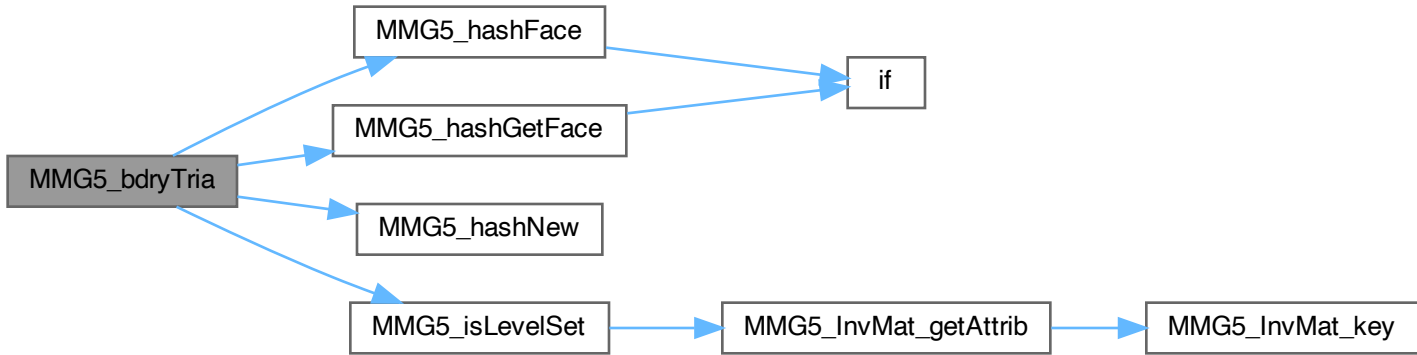 MMG5_hashFace
if
MMG5_hashGetFace
MMG5_bdryTria
MMG5_hashNew
MMG5_isLevelSet
MMG5_InvMat_getAttrib
MMG5_InvMat_key